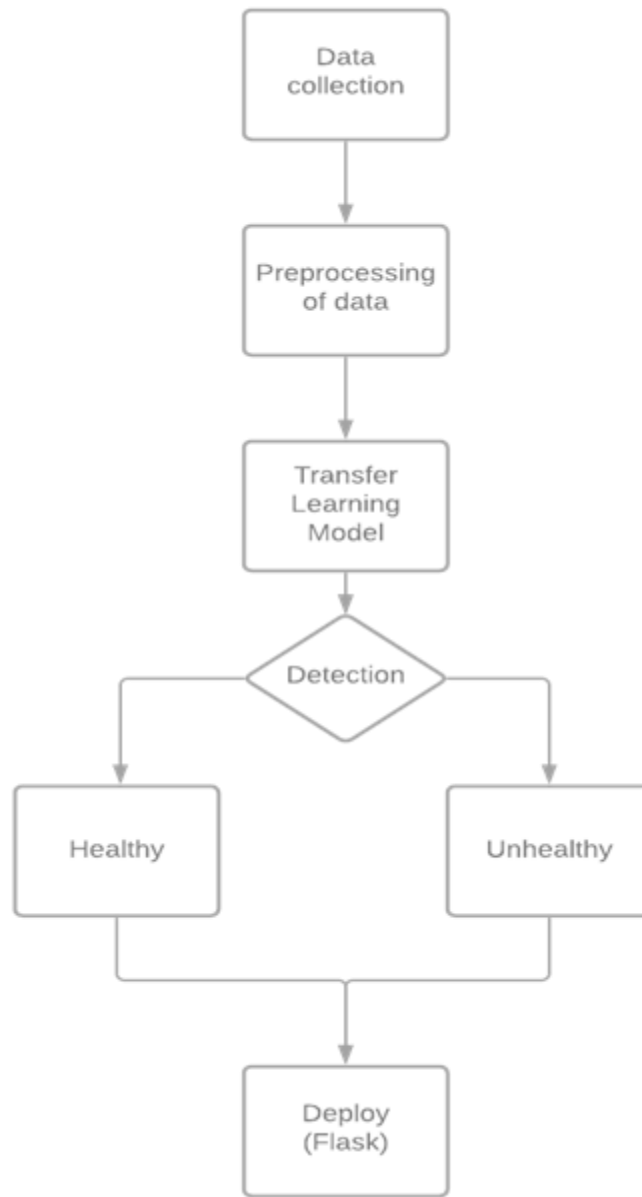 Data
collection
Preprocessing
of data
Transfer
Learning
Model
Detection
Healthy
Unhealthy
Deploy
(Flask)